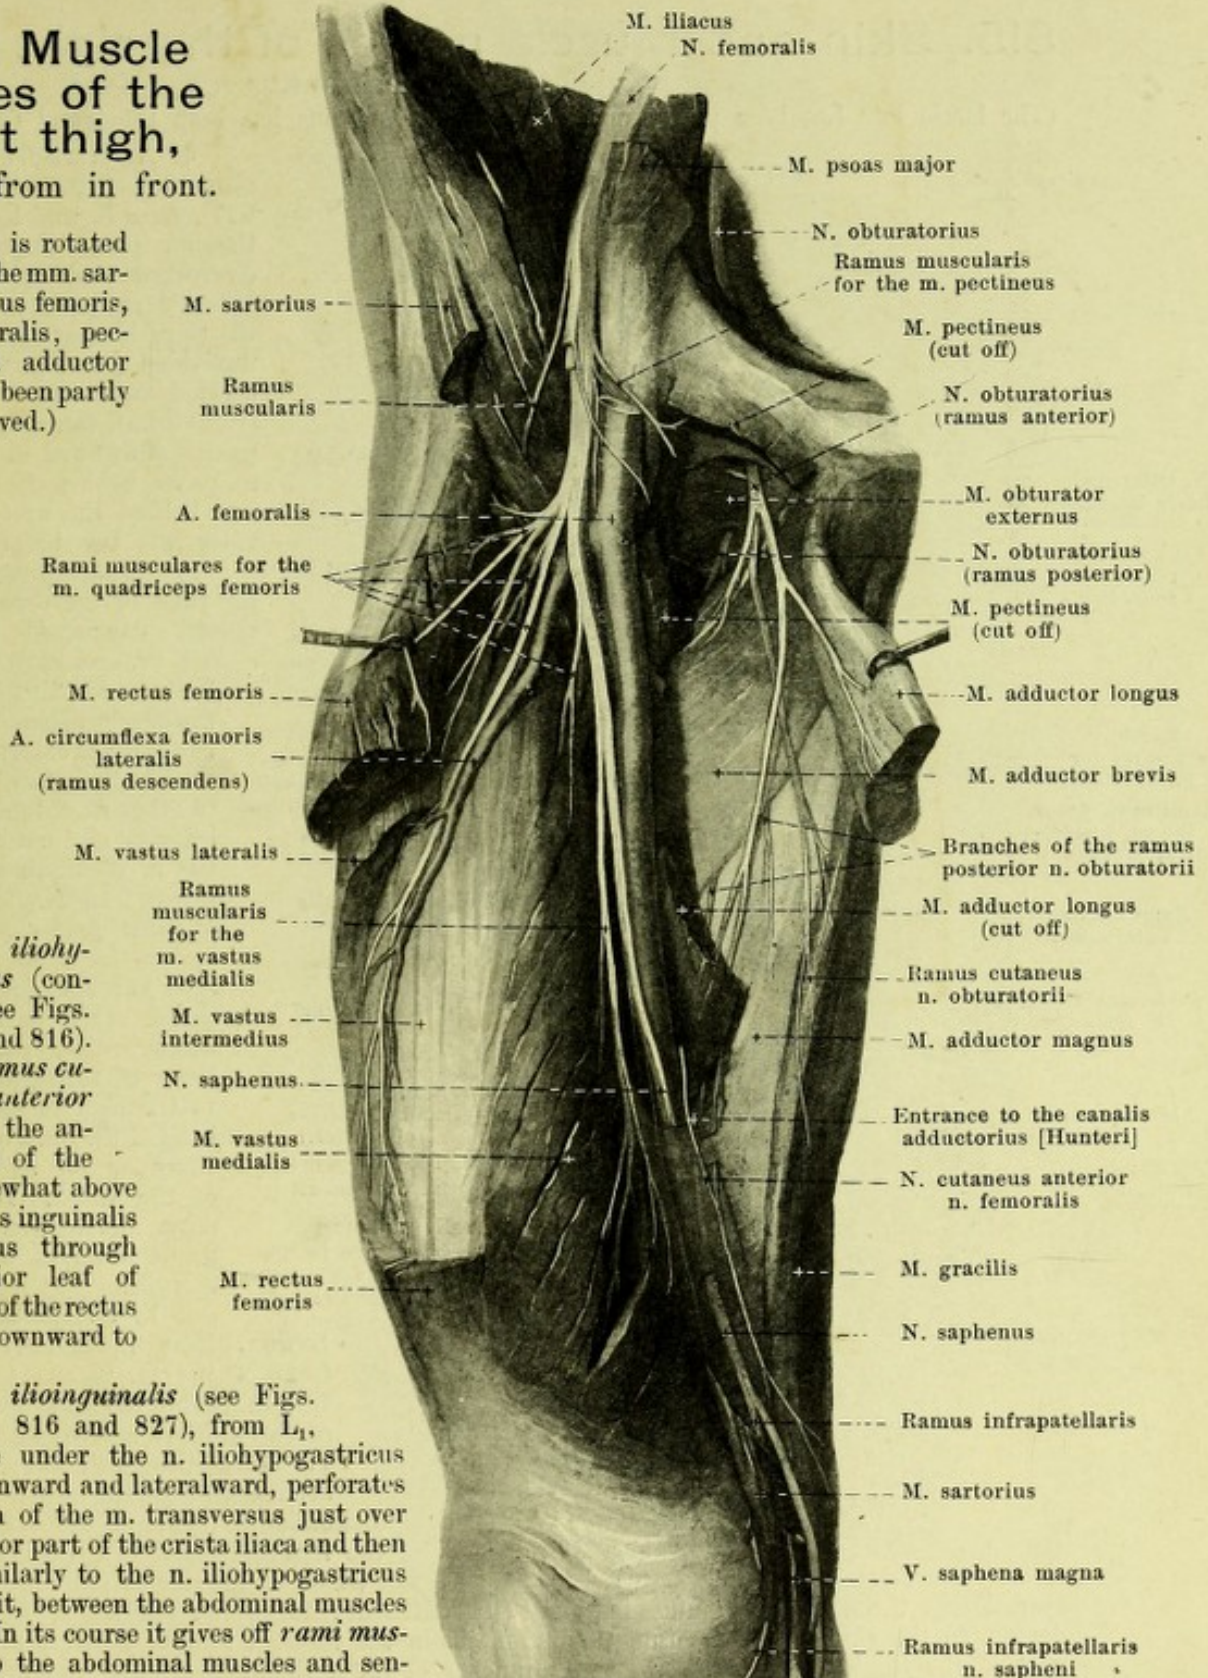 Muscle
es of the
t thigh,
from in front.
is rotated
he mm. sar-
us femoris,
ralis, pec-
adductor
been partly
ved.)
M. iliacus
N. femoralis
M. psoas major
N. obturatorius
Ramus muscularis
for the m. pectineus
M. pectineus
(cut off)
N. obturatorius
(ramus anterior)
M. obturator
externus
N. obturatorius
(ramus posterior)
M. pectineus
(cut off)
M. adductor longus
M. adductor brevis
Branches of the ramus
posterior n. obturatorii
M. adductor longus
(cut off)
Ramus cutaneus
n. obturatorii
M. adductor magnus
Entrance to the canalis
adductorius [Hunteri]
N. cutaneus anterior
n. femoralis
M. gracilis
N. saphenus
Ramus infrapatellaris
M. sartorius
V. saphena magna
Ramus infrapatellaris
n. sapheni
M. sartorius
Ramus
muscularis
A. femoralis
Rami musculares for the
m. quadriceps femoris
M. rectus femoris
A. circumflexa femoris
lateralis
(ramus descendens)
M. vastus lateralis
Ramus
muscularis
for the
m. vastus
medialis
M. vastus
intermedius
N. saphenus
M. vastus
medialis
M. rectus
femoris
iliohy-
s (con-
ee Figs.
nd 816).
mus cu-
anterior
the an-
of the
ewhat above
s inguinalis
us through
ior leaf of
of the rectus
ownward to
ilioinguinalis (see Figs.
816 and 827), from L₁,
under the n. iliohypogastricus
nward and lateralward, perforates
n of the m. transversus just over
or part of the crista iliaca and then
milarly to the n. iliohypogastricus
it, between the abdominal muscles
In its course it gives off rami mus-
o the abdominal muscles and sen-